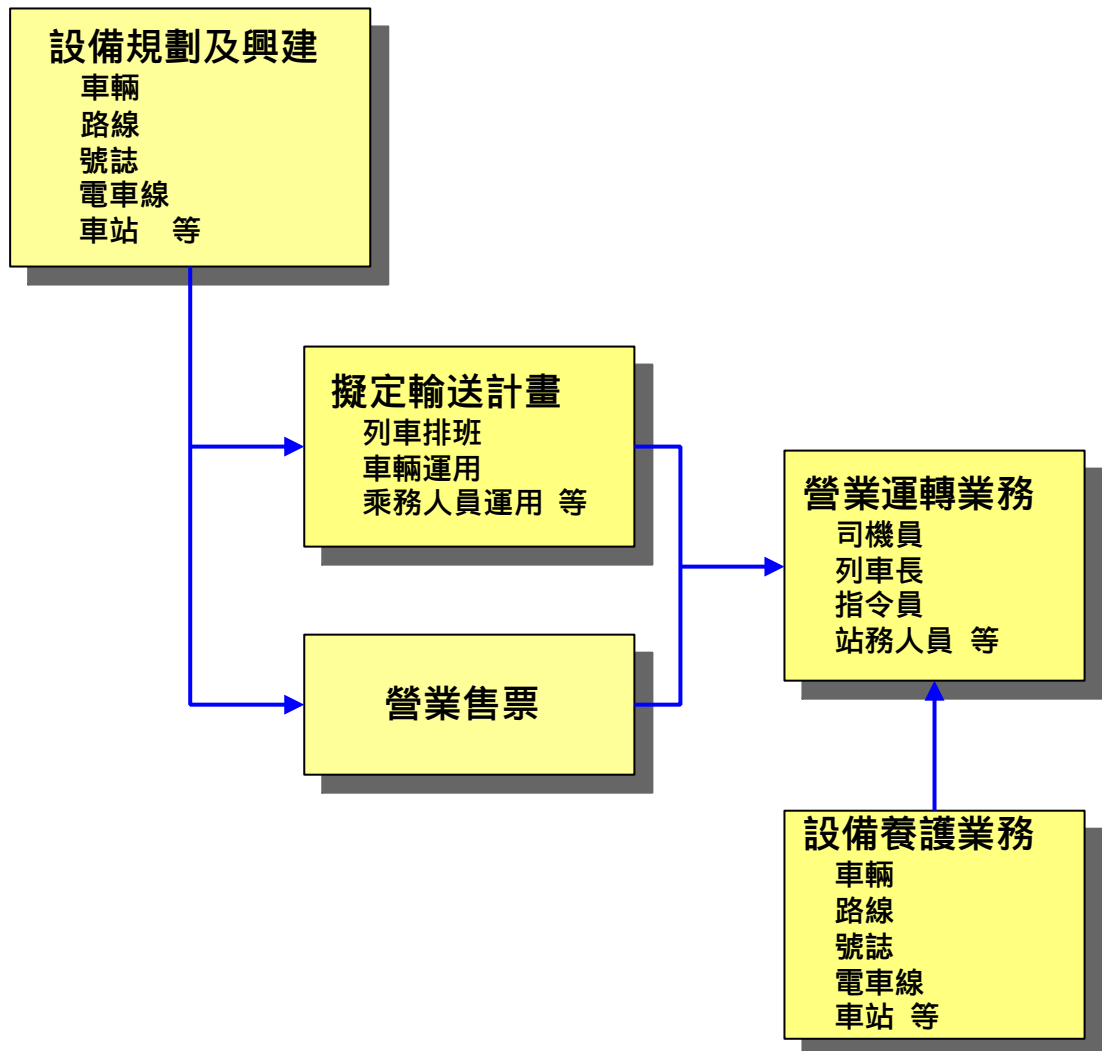 設備規劃及興建
車輛
路線
號誌
電車線
車站 等
擬定輸送計畫
列車排班
車輛運用
乘務人員運用 等
營業售票
營業運轉業務
司機員
列車長
指令員
站務人員 等
設備養護業務
車輛
路線
號誌
電車線
車站 等